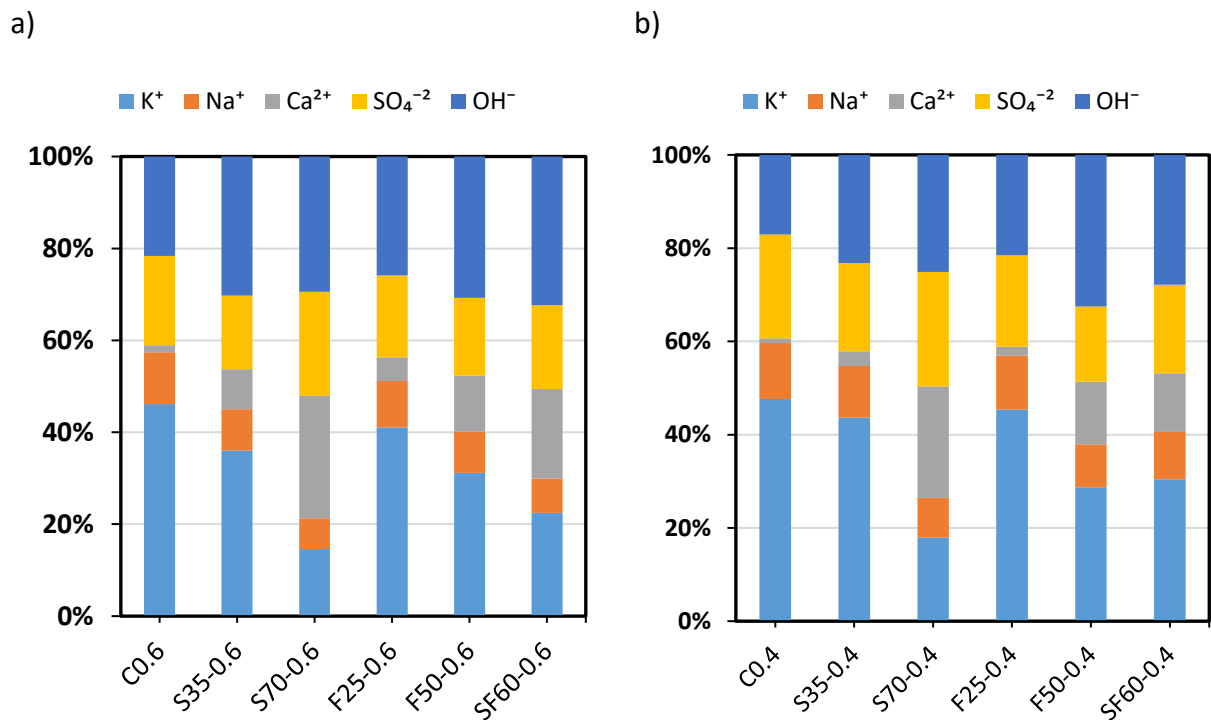 a)
K⁺ Na⁺ Ca²⁺ SO₄⁻² OH⁻
100%
80%
60%
40%
20%
0%
C0.6 S35-0.6 S70-0.6 F25-0.6 F50-0.6 SF60-0.6
b)
K⁺ Na⁺ Ca²⁺ SO₄⁻² OH⁻
100%
80%
60%
40%
20%
0%
C0.4 S35-0.4 S70-0.4 F25-0.4 F50-0.4 SF60-0.4